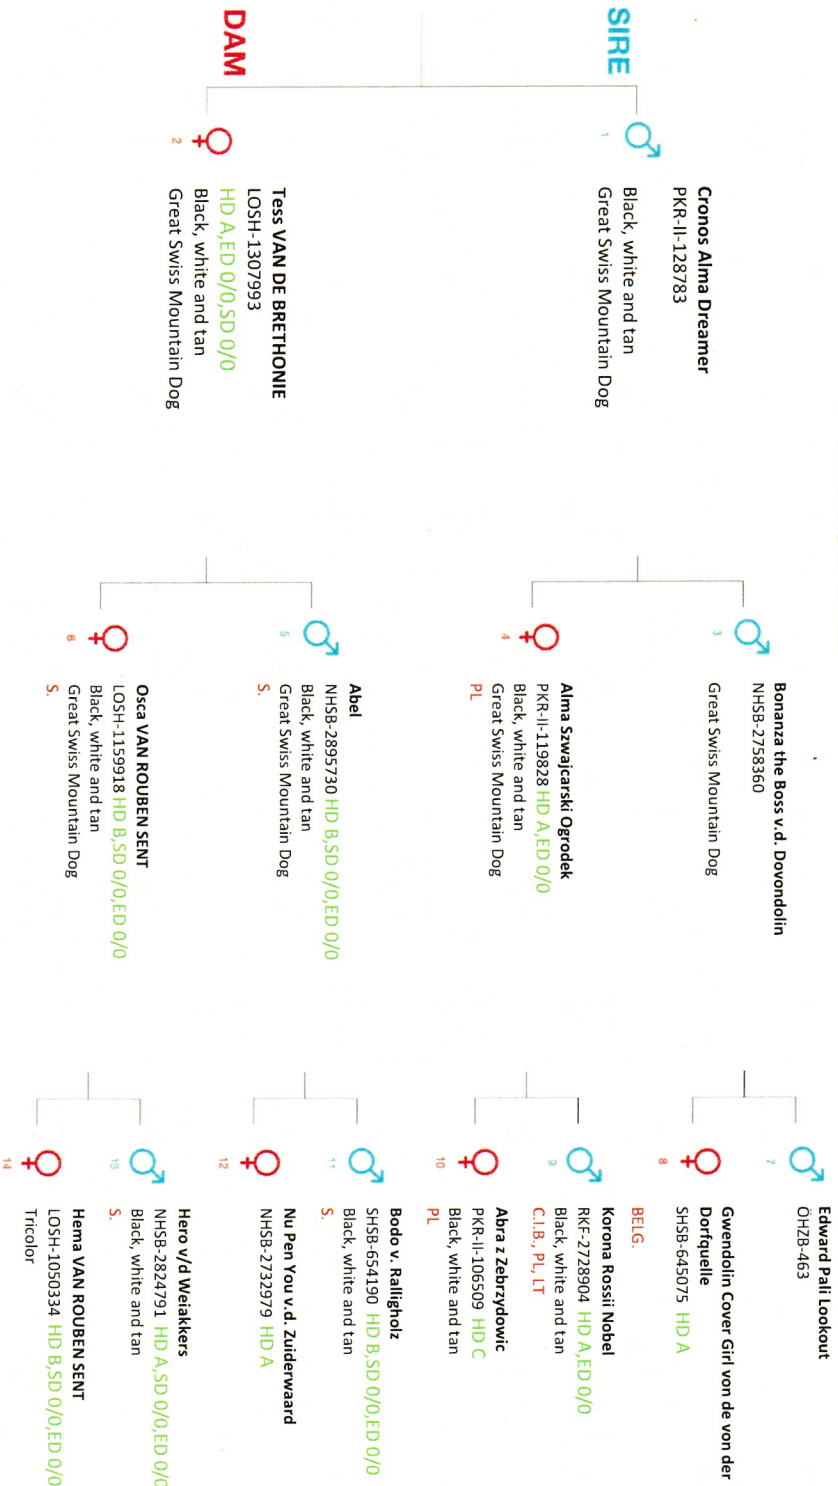 SIRE
1
Cronos Alma Dreamer
PKR-II-128783
Black, white and tan
Great Swiss Mountain Dog
DAM
2
Tess VAN DE BRETHONIE
LOSH-1307993
HD A,ED 0/0,SD 0/0
Black, white and tan
Great Swiss Mountain Dog
3
Bonanza the Boss v.d. Dovondolin
NHSB-2758360
Great Swiss Mountain Dog
4
Alma Szwajcarski Ogrodek
PKR-II-119828 HD A,ED 0/0
Black, white and tan
Great Swiss Mountain Dog
PL
5
Abel
NHSB-2895730 HD B,SD 0/0,ED 0/0
Black, white and tan
Great Swiss Mountain Dog
S.
6
Osca VAN ROUBEN SENT
LOSH-1159918 HD B,SD 0/0,ED 0/0
Black, white and tan
Great Swiss Mountain Dog
S.
7
Edward Pali Lookout
ÖHZB-463
8
Gwendolin Cover Girl von de von der
Dorfquelle
SHSB-645075 HD A
BELG.
9
Korona Rossii Nobel
RKF-2728904 HD A,ED 0/0
Black, white and tan
C.I.B., PL, LT
10
Abra z Zebrzydowic
PKR-II-106509 HD C
Black, white and tan
PL
11
Bodo v. Ralligholz
SHSB-654190 HD B,SD 0/0,ED 0/0
Black, white and tan
S.
12
Nu Pen You v.d. Zuiderwaard
NHSB-2732979 HD A
13
Hero v/d Weiakkers
NHSB-2824791 HD A,SD 0/0,ED 0/0
Black, white and tan
S.
14
Hema VAN ROUBEN SENT
LOSH-1050334 HD B,SD 0/0,ED 0/0
Tricolor